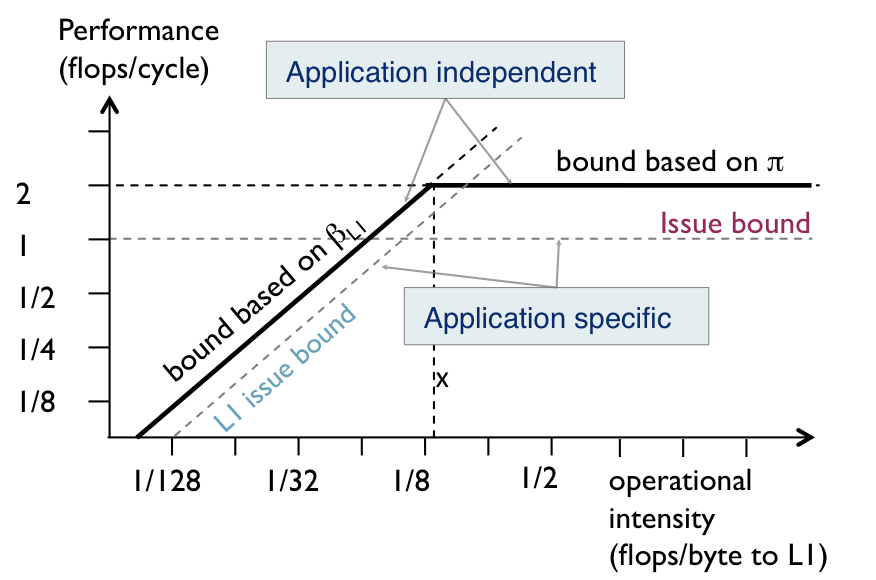 Performance
(flops/cycle)
Application independent
bound based on π
2
Issue bound
1
bound based on βL1
1/2
Application specific
1/4
L1 issue bound
x
1/8
1/128
1/32
1/8
1/2
operational
intensity
(flops/byte to L1)